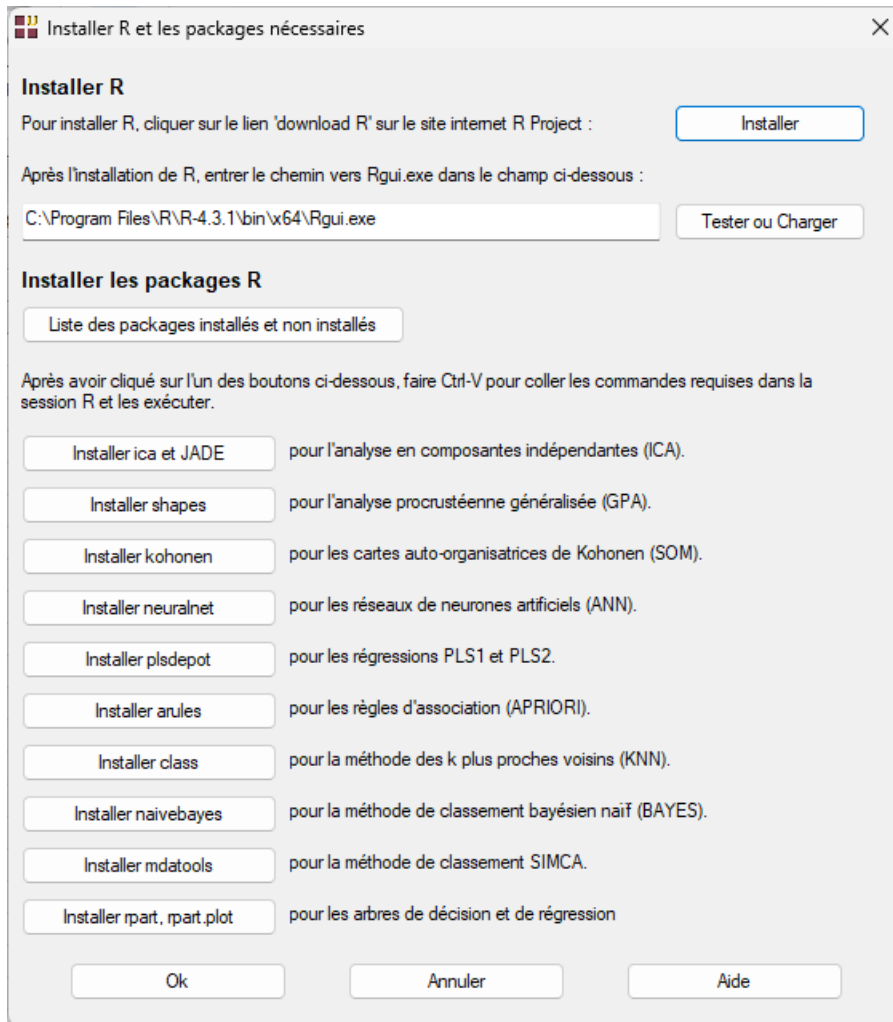 Installer R et les packages nécessaires
Installer R
Pour installer R, cliquer sur le lien 'download R' sur le site internet R Project :
Installer
Après l'installation de R, entrer le chemin vers Rgui.exe dans le champ ci-dessous :
C:\Program Files\R\R-4.3.1\bin\x64\Rgui.exe
Tester ou Charger
Installer les packages R
Liste des packages installés et non installés
Après avoir cliqué sur l'un des boutons ci-dessous, faire Ctrl-V pour coller les commandes requises dans la
session R et les exécuter.
Installer ica et JADE
pour l'analyse en composantes indépendantes (ICA).
Installer shapes
pour l'analyse procrustéenne généralisée (GPA).
Installer kohonen
pour les cartes auto-organisatrices de Kohonen (SOM).
Installer neuralnet
pour les réseaux de neurones artificiels (ANN).
Installer plsdepot
pour les régressions PLS1 et PLS2.
Installer arules
pour les règles d'association (APRIORI).
Installer class
pour la méthode des k plus proches voisins (KNN).
Installer naivebayes
pour la méthode de classement bayésien naïf (BAYES).
Installer mdatools
pour la méthode de classement SIMCA.
Installer rpart, rpart.plot
pour les arbres de décision et de régression
Ok
Annuler
Aide